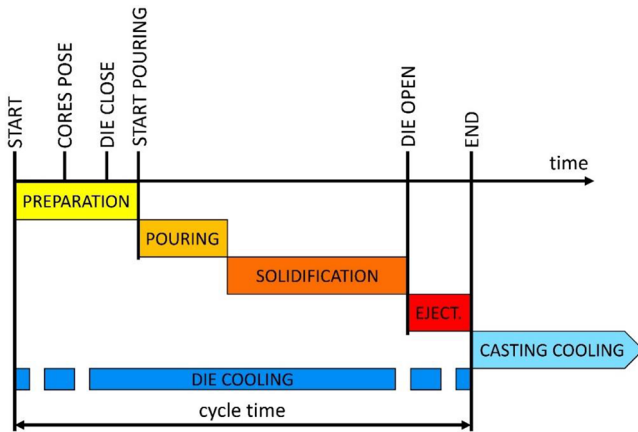 START
CORES POSE
DIE CLOSE
START POURING
DIE OPEN
END
time
PREPARATION
POURING
SOLIDIFICATION
EJECT.
CASTING COOLING
DIE COOLING
cycle time